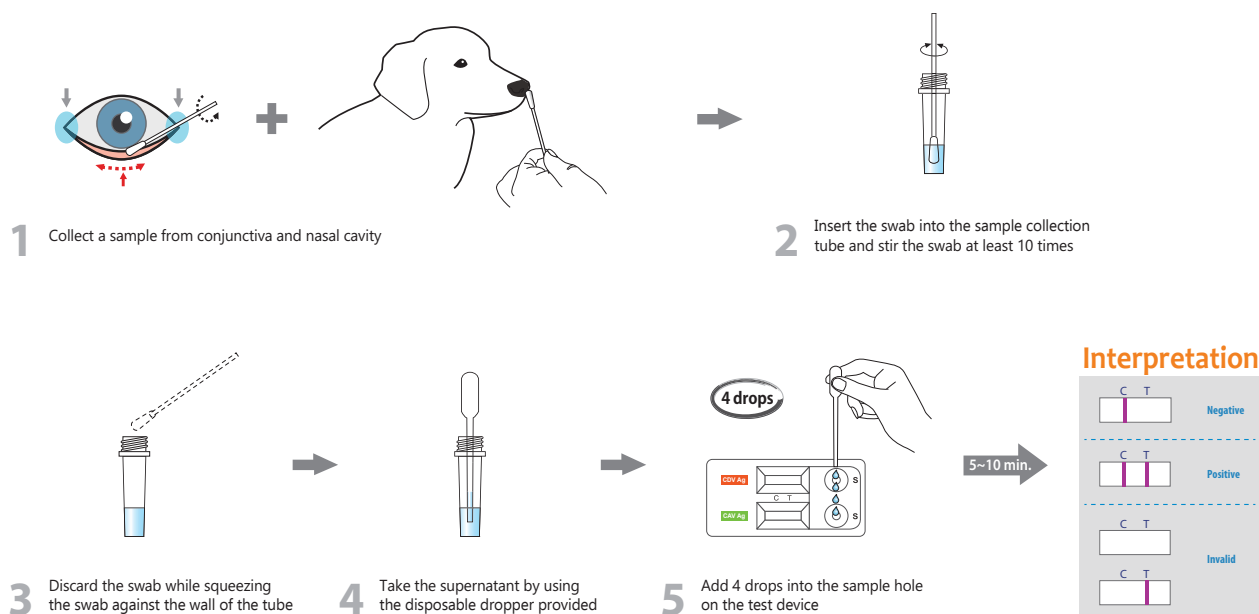 1 Collect a sample from conjunctiva and nasal cavity
2 Insert the swab into the sample collection
tube and stir the swab at least 10 times
3 Discard the swab while squeezing
the swab against the wall of the tube
4 Take the supernatant by using
the disposable dropper provided
4 drops
CDV Ag
S
C T
CAV Ag
S
5 Add 4 drops into the sample hole
on the test device
5~10 min.
Interpretation
C T
Negative
C T
Positive
C T
Invalid
C T